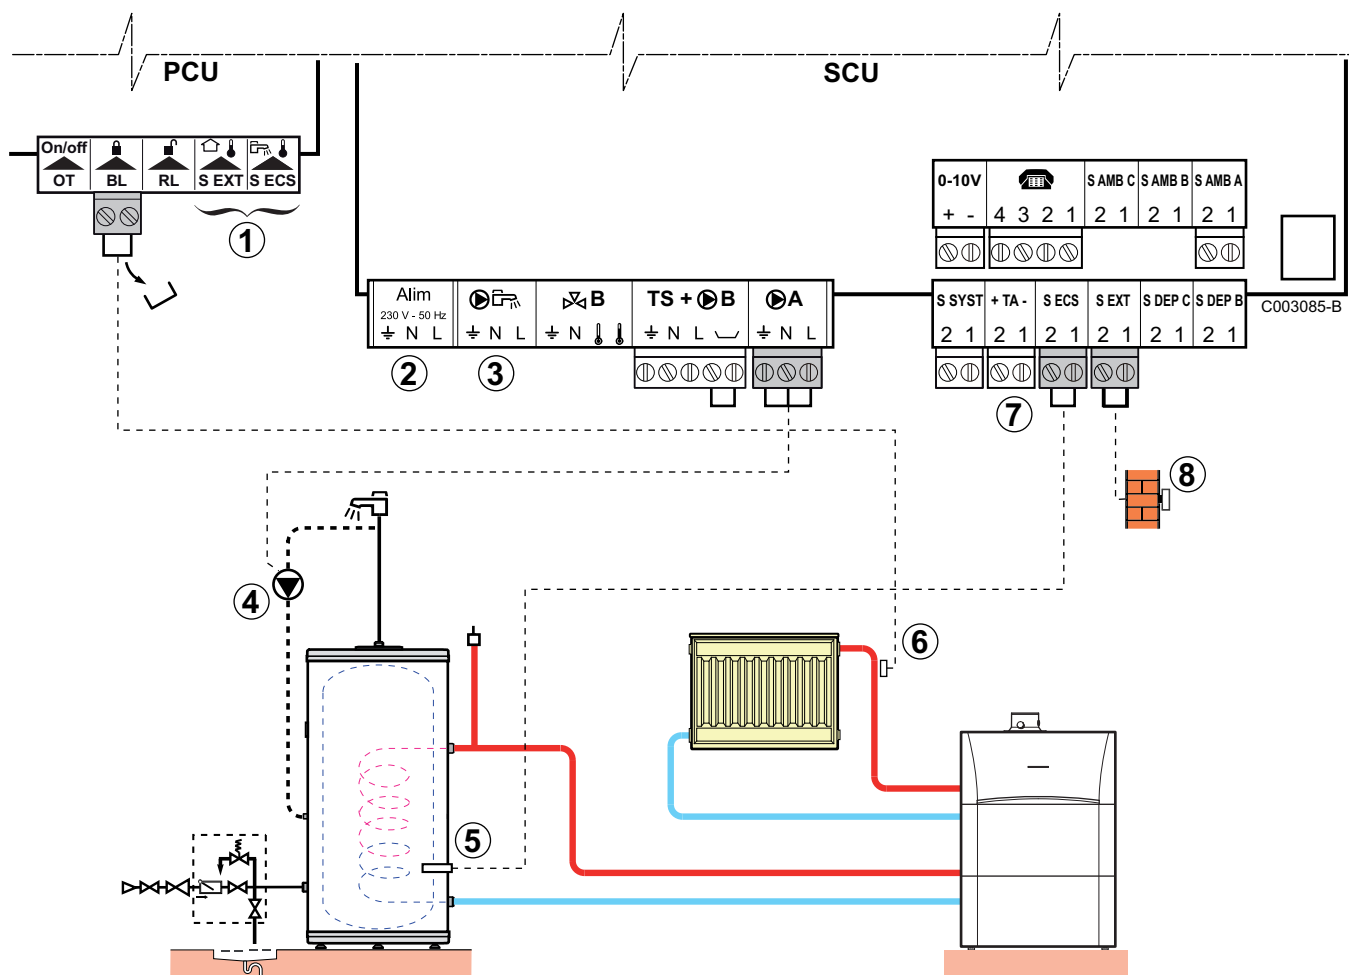 PCU
SCU
On/off
OT BL RL S EXT S ECS
1
0-10V S AMB C S AMB B S AMB A
+ - 4 3 2 1 2 1 2 1 2 1
C003085-B
Alim
230 V - 50 Hz
N L
N L
B
N
TS + B
N L
A
N L
S SYST + TA - S ECS S EXT S DEP C S DEP B
2 1 2 1 2 1 2 1 2 1 2 1
2
3
7
8
4
6
5